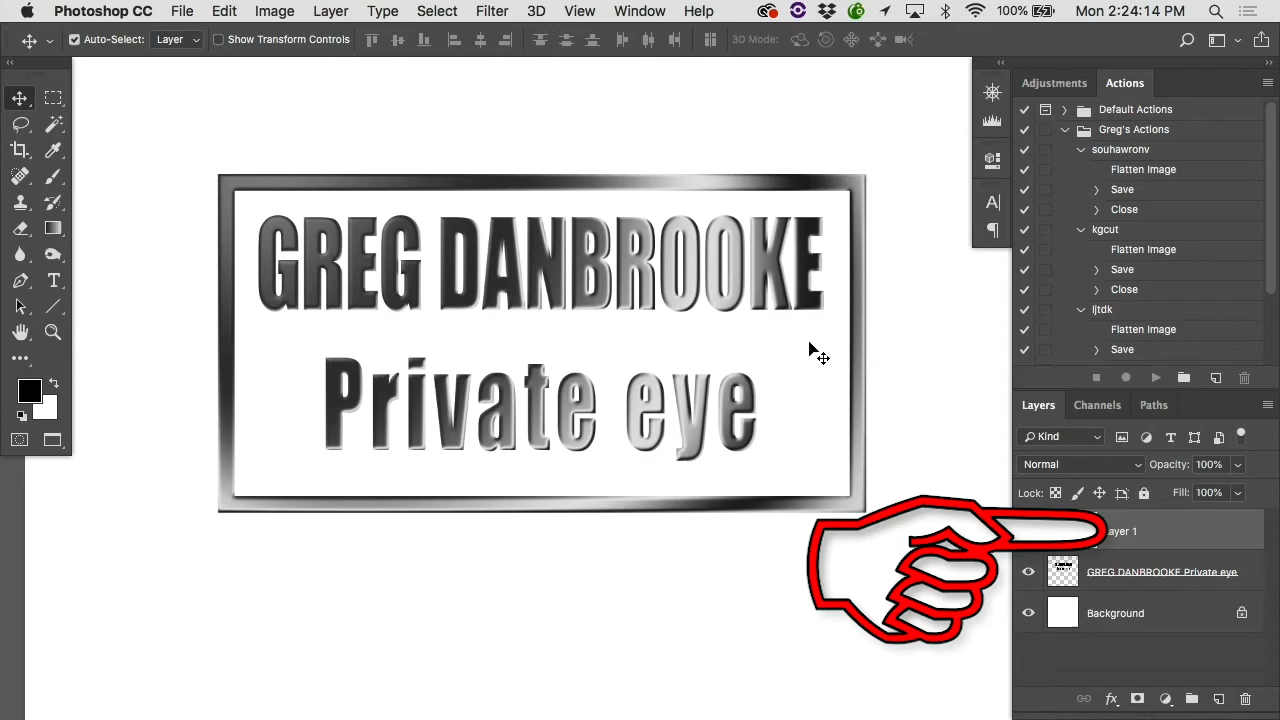 Photoshop CC File Edit Image Layer Type Select Filter 3D View Window Help 100% Mon 2:24:14 PM
Auto-Select: Layer Show Transform Controls 3D Mode:
Adjustments Actions
Default Actions
Greg's Actions
souhawronv
Flatten Image
Save
Close
kgcut
Flatten Image
Save
Close
ljtdk
Flatten Image
Save
GREG DANBROOKE
Private eye
Layers Channels Paths
Kind
Normal Opacity: 100%
Lock: Fill: 100%
ayer 1
GREG DANBROOKE Private eye
Background